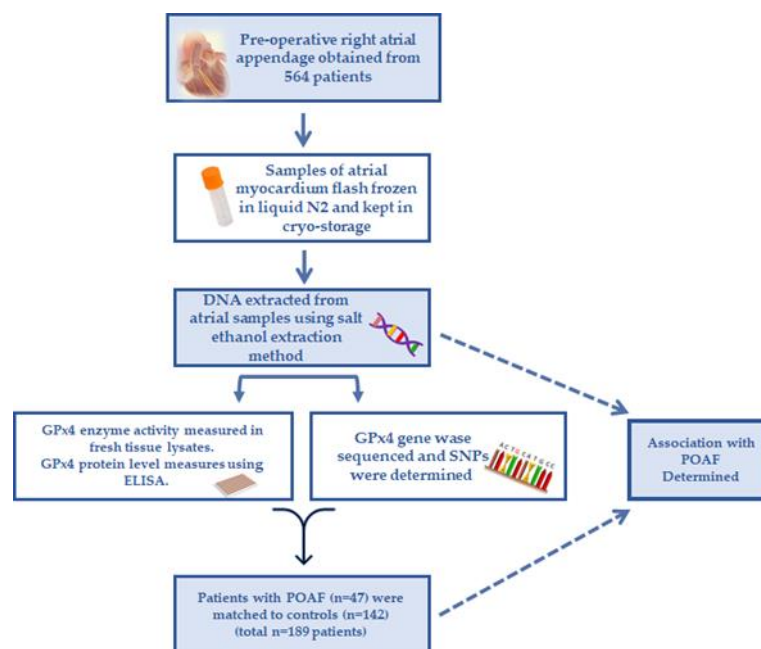 Pre-operative right atrial
appendage obtained from
564 patients
Samples of atrial
myocardium flash frozen
in liquid N2 and kept in
cryo-storage
DNA extracted from
atrial samples using salt
ethanol extraction
method
GPx4 enzyme activity measured in
fresh tissue lysates.
GPx4 protein level measures using
ELISA.
GPx4 gene wase
sequenced and SNPs
were determined
A C T G C A T G C C
Association with
POAF
Determined
Patients with POAF (n=47) were
matched to controls (n=142)
(total n=189 patients)